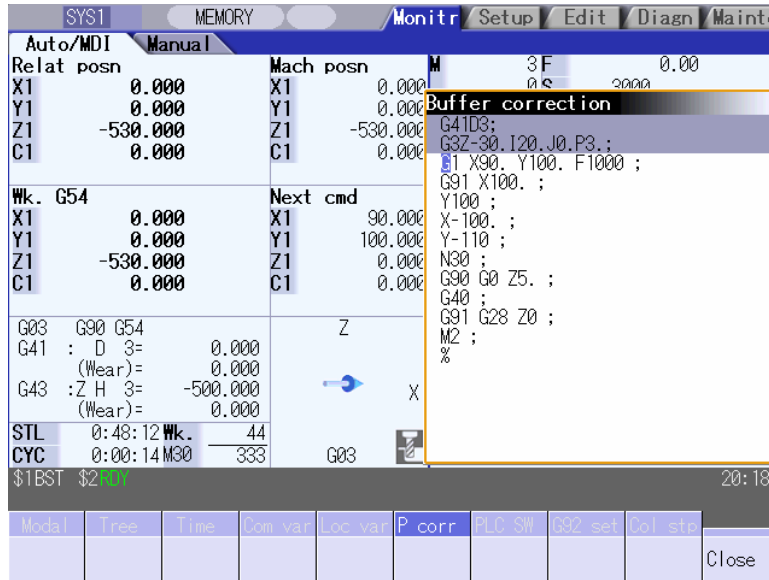 SYS1 MEMORY Monitr Setup Edit Diagn
Auto/MDI Manual
Relat posn Mach posn M 3 F 0.00
X1 0.000 X1 0.000 0 S 3000
Y1 0.000 Y1 0.000
Z1 -530.000 Z1 -530.000
C1 0.000 C1 0.000
Wk. G54 Next cmd
X1 0.000 X1 90.000
Y1 0.000 Y1 100.000
Z1 -530.000 Z1 0.000
C1 0.000 C1 0.000
G03 G90 G54
G41 : D 3= 0.000
(Wear)= 0.000
G43 :Z H 3= -500.000
(Wear)= 0.000
Z
X
G03
STL 0:48:12 Wk. 44
CYC 0:00:14 M30 333
Buffer correction
G41D3;
G3Z-30.I20.J0.P3.;
G1 X90. Y100. F1000 ;
G91 X100. ;
Y100 ;
X-100. ;
Y-110 ;
N30 ;
G90 G0 Z5. ;
G40 ;
G91 G28 Z0 ;
M2 ;
%
$1BST $2RDY 20:18
Modal Tree Time Com var Loc var P corr PLC SW G92 set Col stp
Close